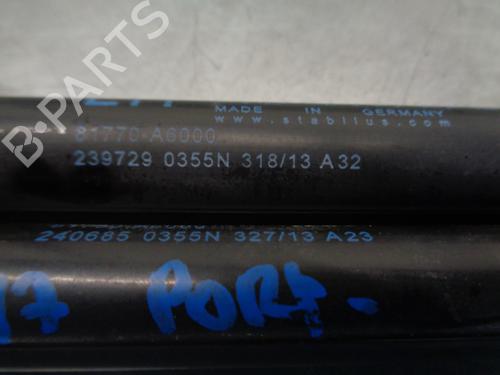 MADE IN GERMANY
www.stabilus.com
81770-A6000
239729 0355N 318/13 A32
240685 0355N 327/13 A23
PORT.
B-PARTS